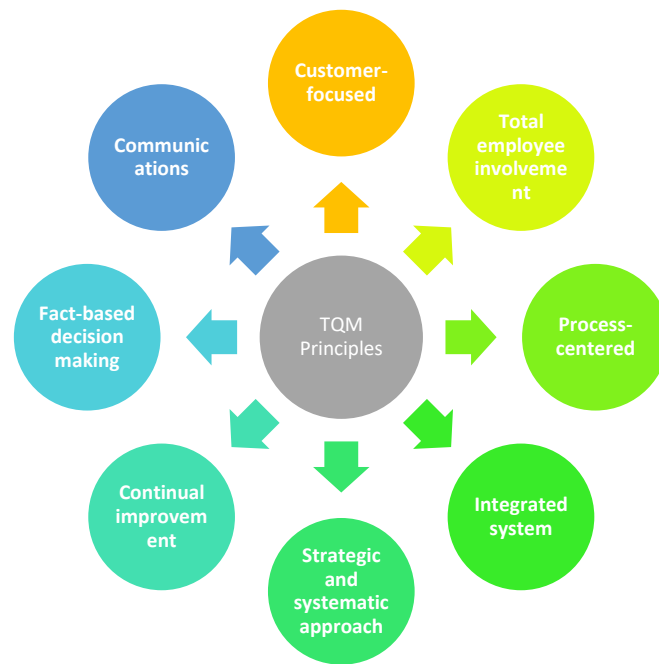 Customer-
focused
Total
employee
involveme
nt
Process-
centered
Integrated
system
Strategic and
systematic
approach
Continual
improvem
ent
Fact-based
decision
making
Communic
ations
TQM
Principles